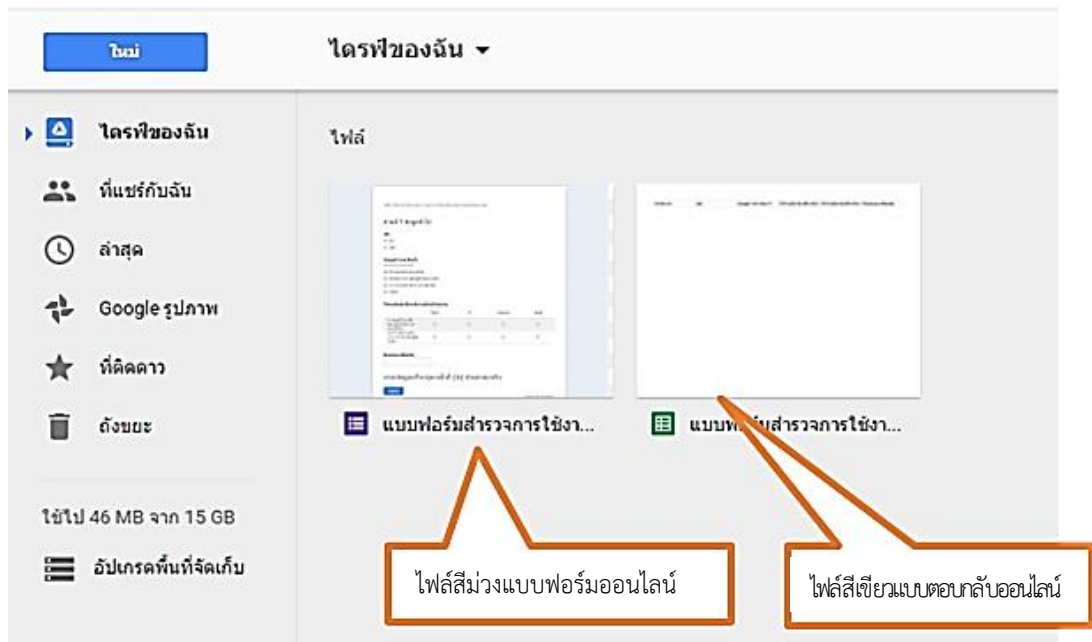 ใหม่
ไดรฟ์ของฉัน
ไดรฟ์ของฉัน
ที่แชร์กับฉัน
ล่าสุด
Google รูปภาพ
ที่ติดดาว
ถังขยะ
ใช้ไป 46 MB จาก 15 GB
อัปเกรดพื้นที่จัดเก็บ
ไฟล์
แบบฟอร์มสำรวจการใช้งา...
แบบฟอร์มสำรวจการใช้งา...
ไฟล์สีม่วงแบบฟอร์มออนไลน์
ไฟล์สีเขียวแบบตอบกลับออนไลน์